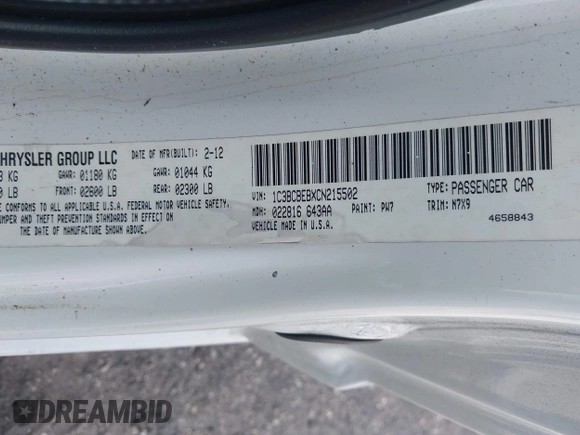 HRYSLER GROUP LLC DATE OF MFR(BUILT): 2-12
KG GAWR: 01180 KG GAWR: 01044 KG
LB FRONT: 02600 LB REAR: 02300 LB
CONFORMS TO ALL APPLICABLE U.S.A. FEDERAL MOTOR VEHICLE SAFETY,
UMPER AND THEFT PREVENTION STANDARDS IN EFFECT ON
THE DATE OF MANUFACTURE SHOWN ABOVE.
VIN: 1C3BCBEBXCN215502 TYPE: PASSENGER CAR
MDH: 022816 643AA PAINT: PW7 TRIM: N7X9
VEHICLE MADE IN U.S.A. 4658843
DREAMBID